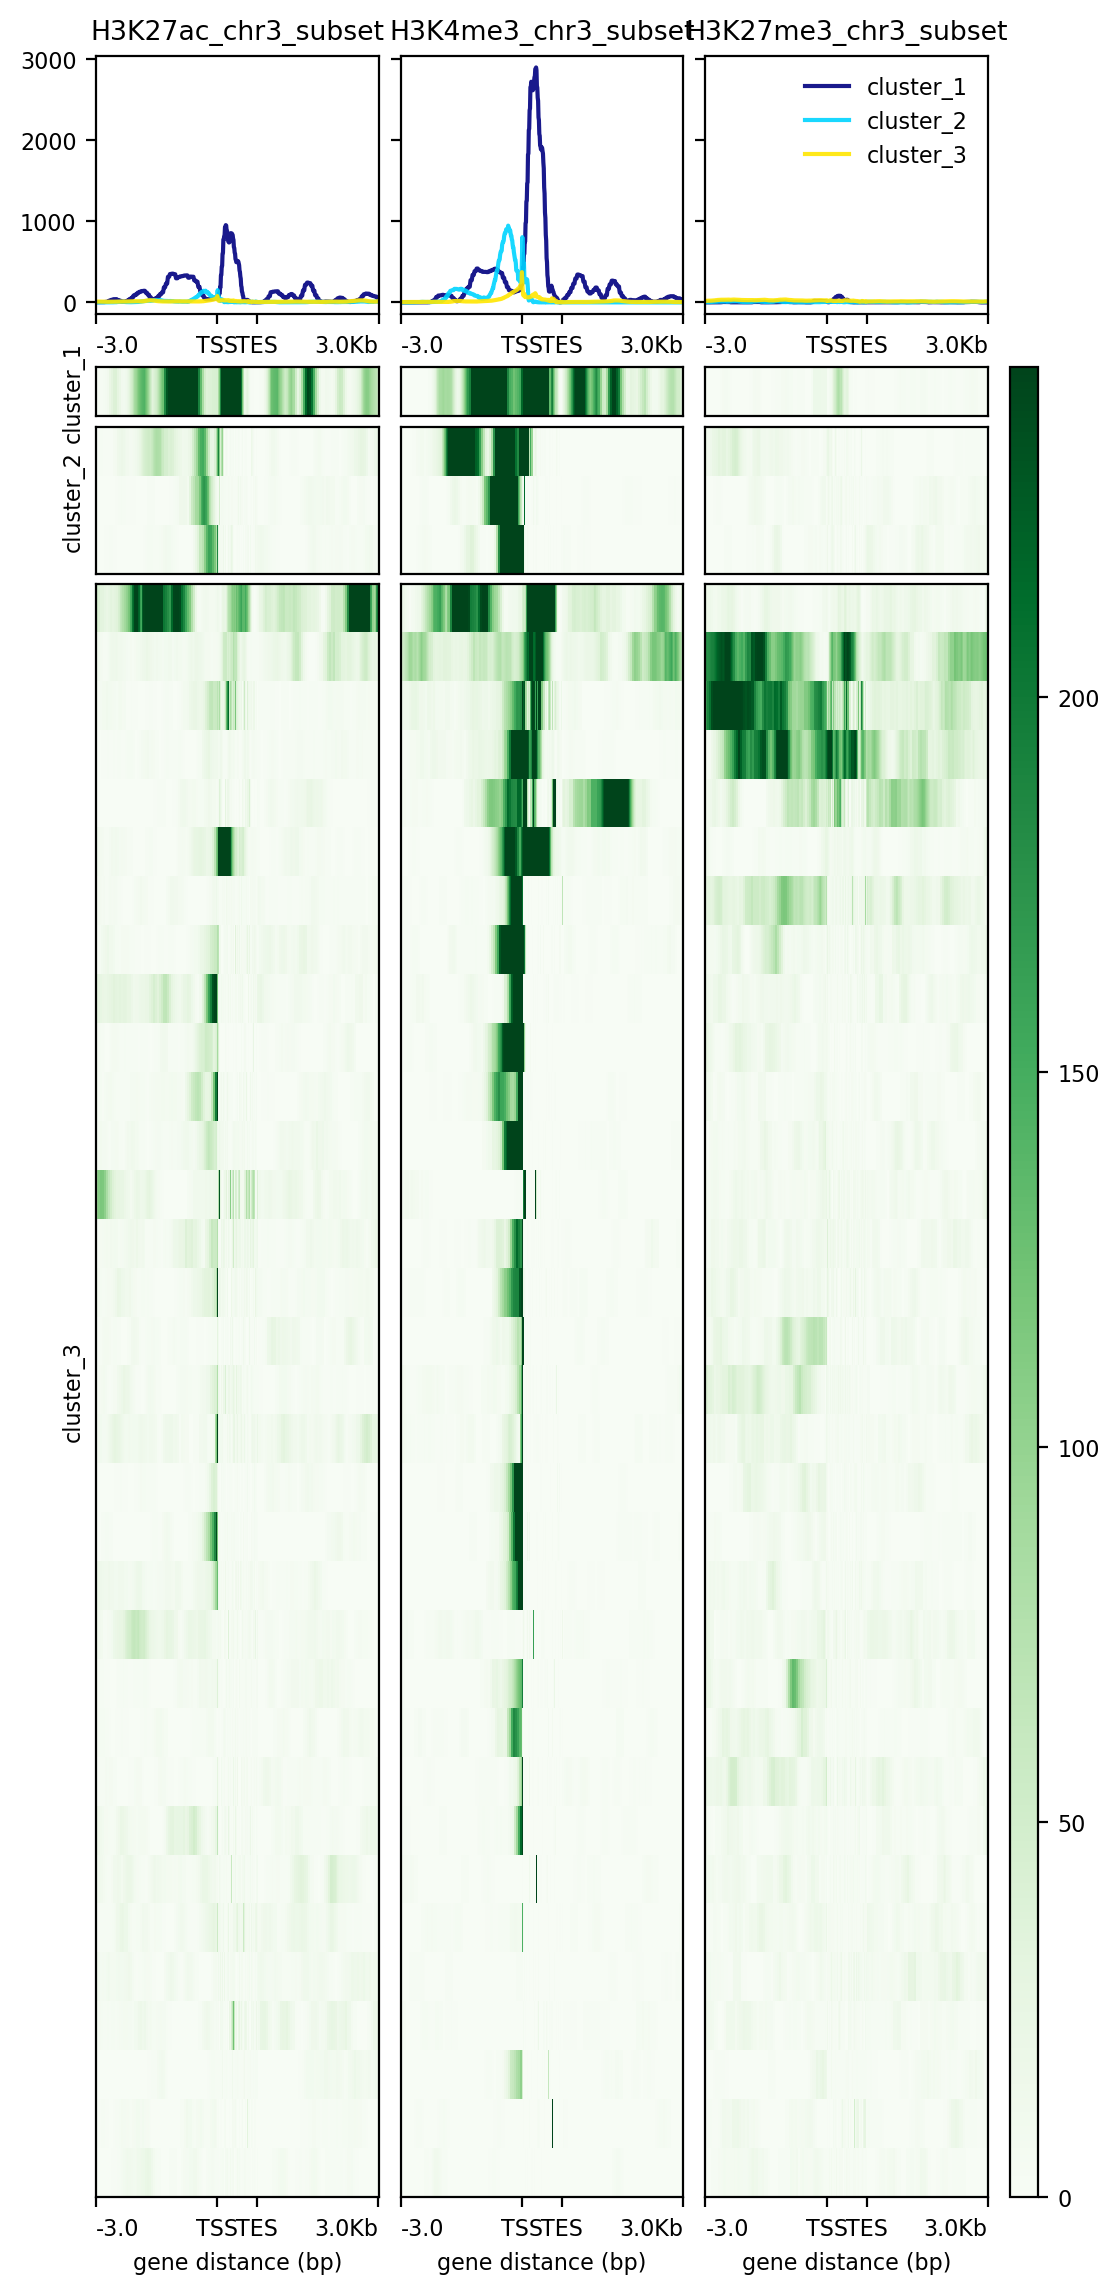 H3K27ac_chr3_subset H3K4me3_chr3_subset H3K27me3_chr3_subset
3000
2000
1000
0
cluster_1
cluster_2
cluster_3
-3.0 TSSTES 3.0Kb -3.0 TSSTES 3.0Kb -3.0 TSSTES 3.0Kb
cluster_1
cluster_2
cluster_3
200
150
100
50
0
-3.0 TSSTES 3.0Kb -3.0 TSSTES 3.0Kb -3.0 TSSTES 3.0Kb
gene distance (bp) gene distance (bp) gene distance (bp)